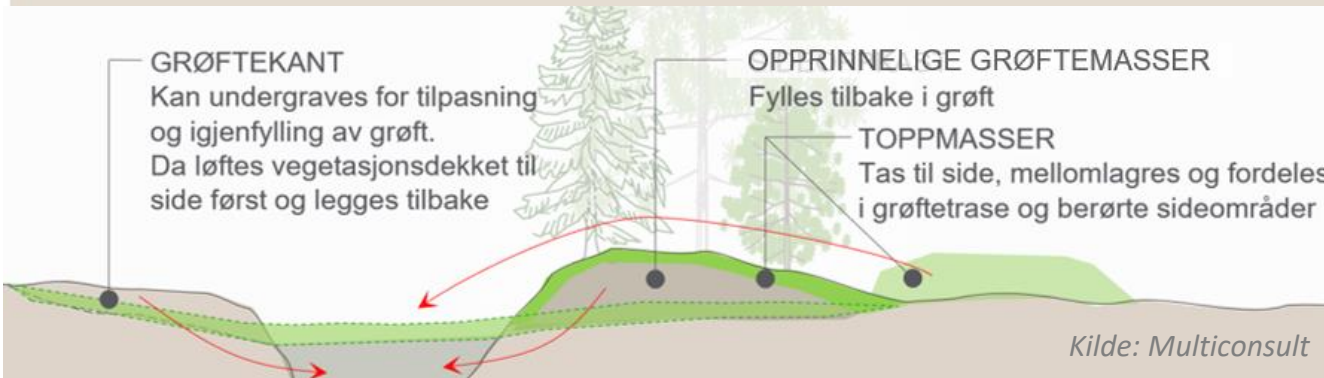 GRØFTEKANT
Kan undergraves for tilpasning
og igjenfylling av grøft.
Da løftes vegetasjonsdekket til
side først og legges tilbake
OPPRINNELIGE GRØFTEMASSER
Fylles tilbake i grøft
TOPPMASSER
Tas til side, mellomlagres og fordeles
i grøftetrase og berørte sideområder
Kilde: Multiconsult